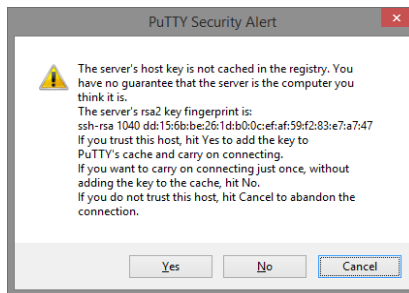 PuTTY Security Alert
The server's host key is not cached in the registry. You
have no guarantee that the server is the computer you
think it is.
The server's rsa2 key fingerprint is:
ssh-rsa 1040 dd:15:6b:be:26:1d:b0:0c:ef:af:59:f2:83:e7:a7:47
If you trust this host, hit Yes to add the key to
PuTTY's cache and carry on connecting.
If you want to carry on connecting just once, without
adding the key to the cache, hit No.
If you do not trust this host, hit Cancel to abandon the
connection.
Yes No Cancel